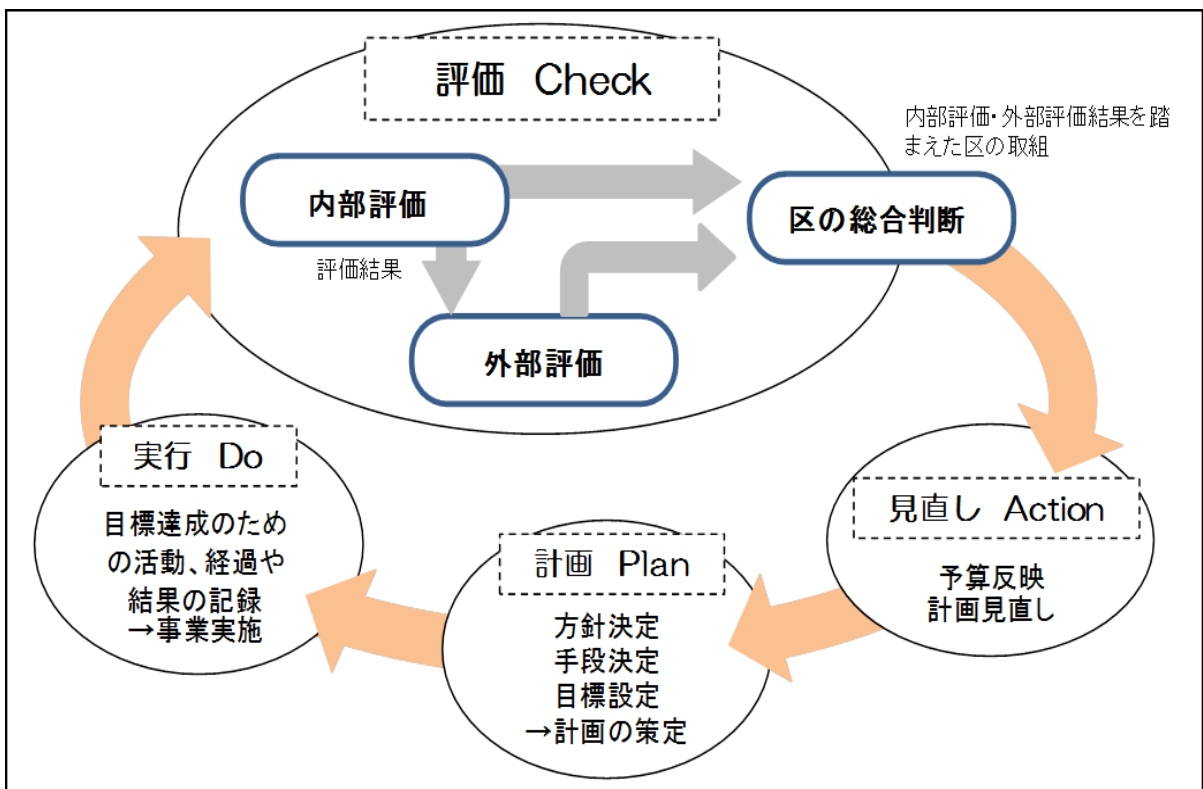 評価 Check
内部評価・外部評価結果を踏
まえた区の取組
内部評価
区の総合判断
評価結果
外部評価
実行 Do
目標達成のため
の活動、経過や
結果の記録
→事業実施
計画 Plan
方針決定
手段決定
目標設定
→計画の策定
見直し Action
予算反映
計画見直し